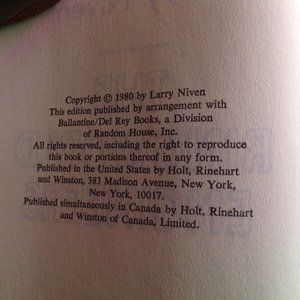 Copyright © 1980 by Larry Niven
This edition published by arrangement with
Ballantine/Del Rey Books, a Division
of Random House, Inc.
All rights reserved, including the right to reproduce
this book or portions thereof in any form.
Published in the United States by Holt, Rinehart
and Winston, 383 Madison Avenue, New York,
New York, 10017.
Published simultaneously in Canada by Holt, Rinehart
and Winston of Canada, Limited.